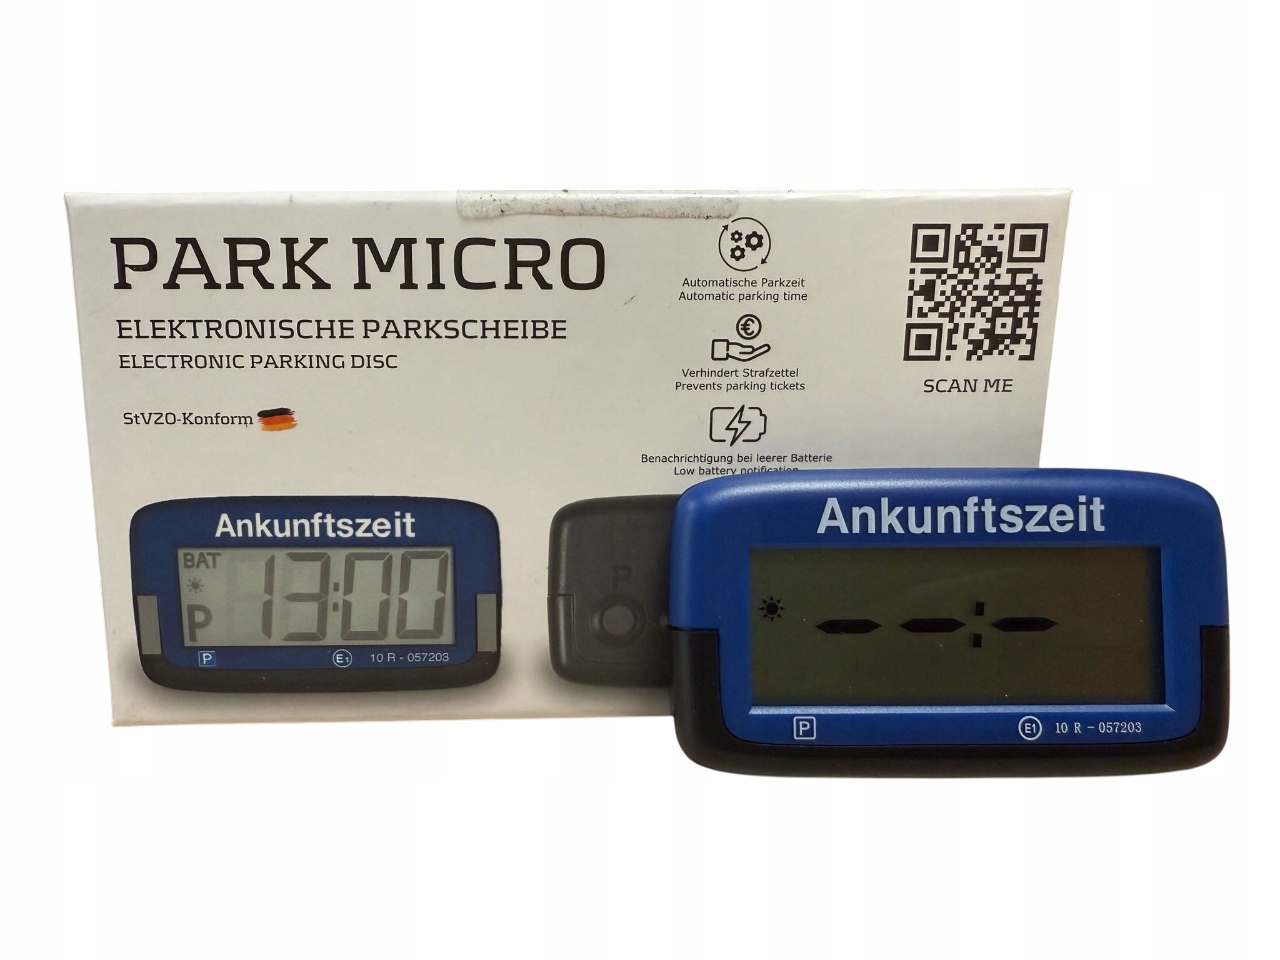 PARK MICRO
ELEKTRONISCHE PARKSCHEIBE
ELECTRONIC PARKING DISC
StVZO-Konform
Automatische Parkzeit
Automatic parking time
Verhindert Strafzettel
Prevents parking tickets
Benachrichtigung bei leerer Batterie
Low battery notification
SCAN ME
Ankunftszeit
BAT
13:00
P
P E1 10 R - 057203
P
Ankunftszeit
--:-
P E1 10 R - 057203